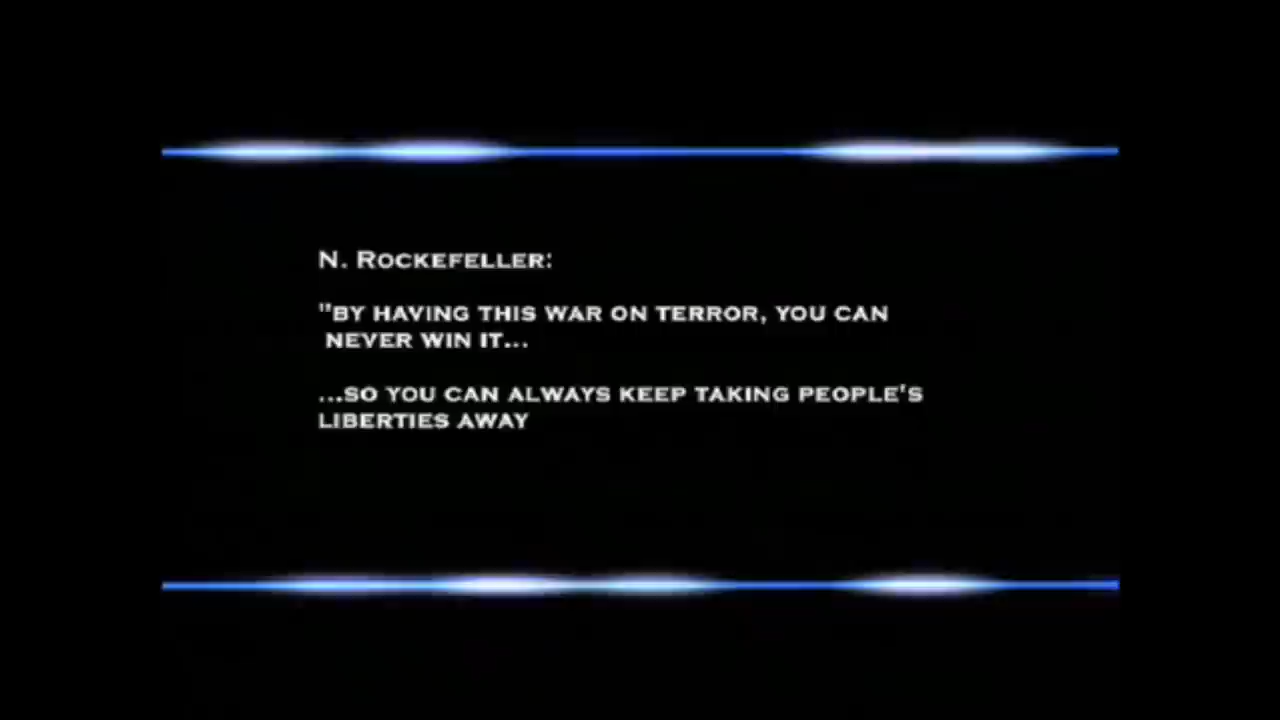 N. ROCKEFELLER:
"BY HAVING THIS WAR ON TERROR, YOU CAN
NEVER WIN IT...
...SO YOU CAN ALWAYS KEEP TAKING PEOPLE'S
LIBERTIES AWAY